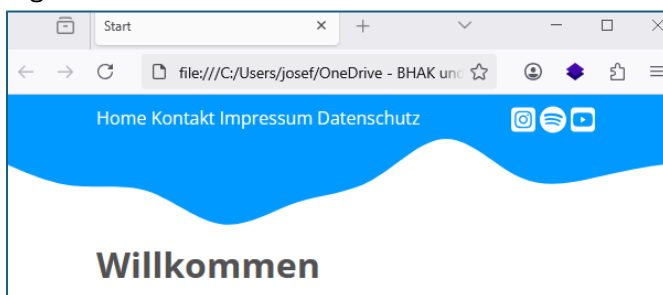 Start
file:///C:/Users/josef/OneDrive - BHAK und
Home Kontakt Impressum Datenschutz
Willkommen